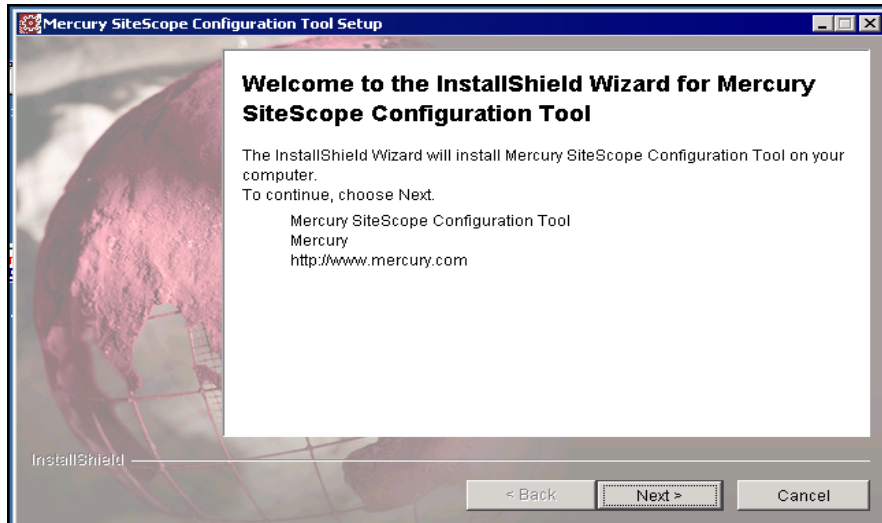 Mercury SiteScope Configuration Tool Setup
Welcome to the InstallShield Wizard for Mercury
SiteScope Configuration Tool
The InstallShield Wizard will install Mercury SiteScope Configuration Tool on your
computer.
To continue, choose Next.
Mercury SiteScope Configuration Tool
Mercury
http://www.mercury.com
InstallShield
< Back
Next >
Cancel